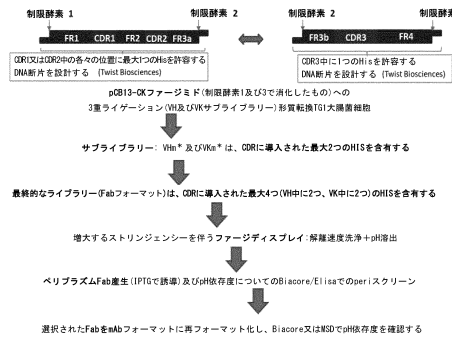 制限酵素 1
制限酵素 2
制限酵素 2
制限酵素
FR1 CDR1 FR2 CDR2 FR3a
FR3b CDR3 FR4
CDR1又はCDR2中の各々の位置に最大1つのHisを許容する
DNA断片を設計する (Twist Biosciences)
CDR3中に1つのHisを許容する
DNA断片を設計する (Twist Biosciences)
pCB13-CKファージミド(制限酵素1及び3で消化したもの)への
3重ライゲーション(VH及びVKサブライブラリー)形質転換TG1大腸菌細胞
サブライブラリー: VHm* 及びVKm* は、CDRに導入された最大2つのHISを含有する
最終的なライブラリー(Fabフォーマット)は、CDRに導入された最大4つ(VH中に2つ、VK中に2つ)のHISを含有する
増大するストリンジェンシーを伴うファージディスプレイ:解離速度洗浄+pH溶出
ペリプラズムFab産生(IPTGで誘導)及びpH依存度についてのBiacore/Elisaでのperiスクリーン
選択されたFabをmAbフォーマットに再フォーマット化し、Biacore又はMSDでpH依存度を確認する